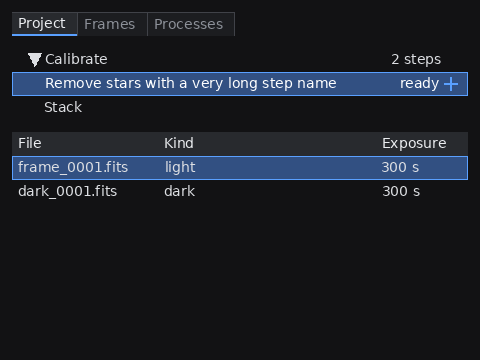 Project Frames Processes
Calibrate 2 steps
Remove stars with a very long step name ready
Stack
File Kind Exposure
frame_0001.fits light 300 s
dark_0001.fits dark 300 s